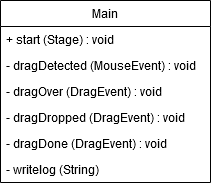 Main
+ start (Stage) : void
- dragDetected (MouseEvent) : void
- dragOver (DragEvent) : void
- dragDropped (DragEvent) : void
- dragDone (DragEvent) : void
- writelog (String)